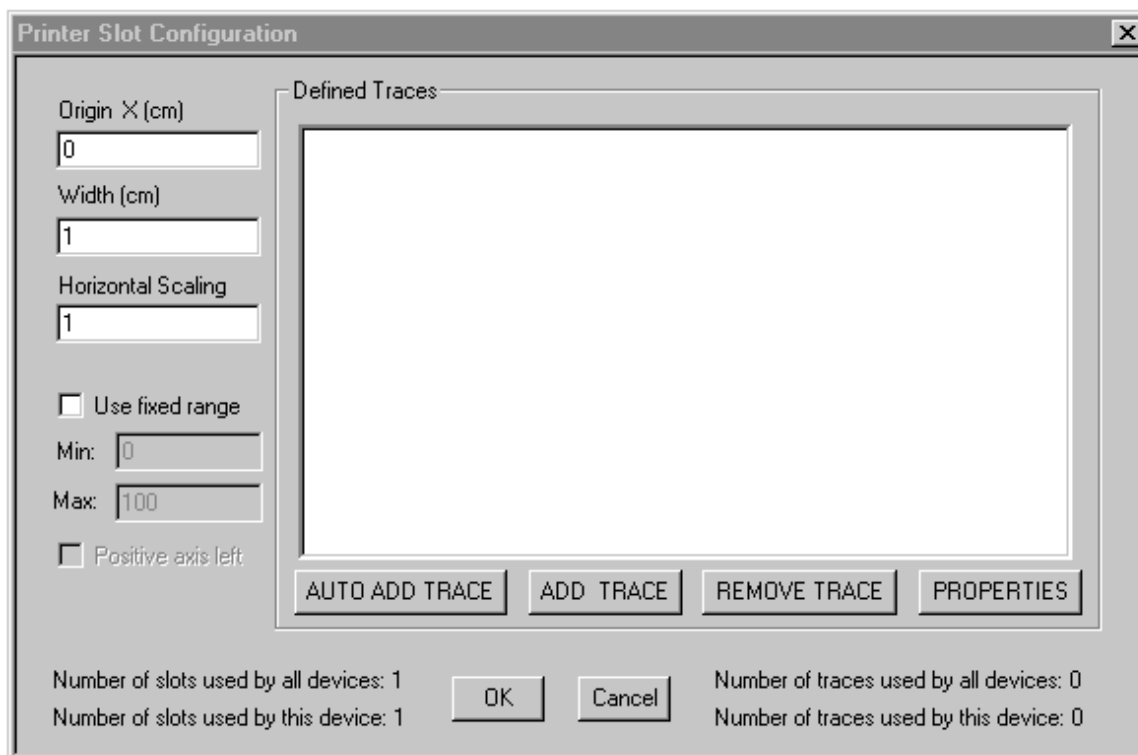 Printer Slot Configuration
Origin X (cm)
0
Width (cm)
1
Horizontal Scaling
1
Use fixed range
Min: 0
Max: 100
Positive axis left
Defined Traces
AUTO ADD TRACE ADD TRACE REMOVE TRACE PROPERTIES
Number of slots used by all devices: 1
Number of slots used by this device: 1
OK Cancel
Number of traces used by all devices: 0
Number of traces used by this device: 0